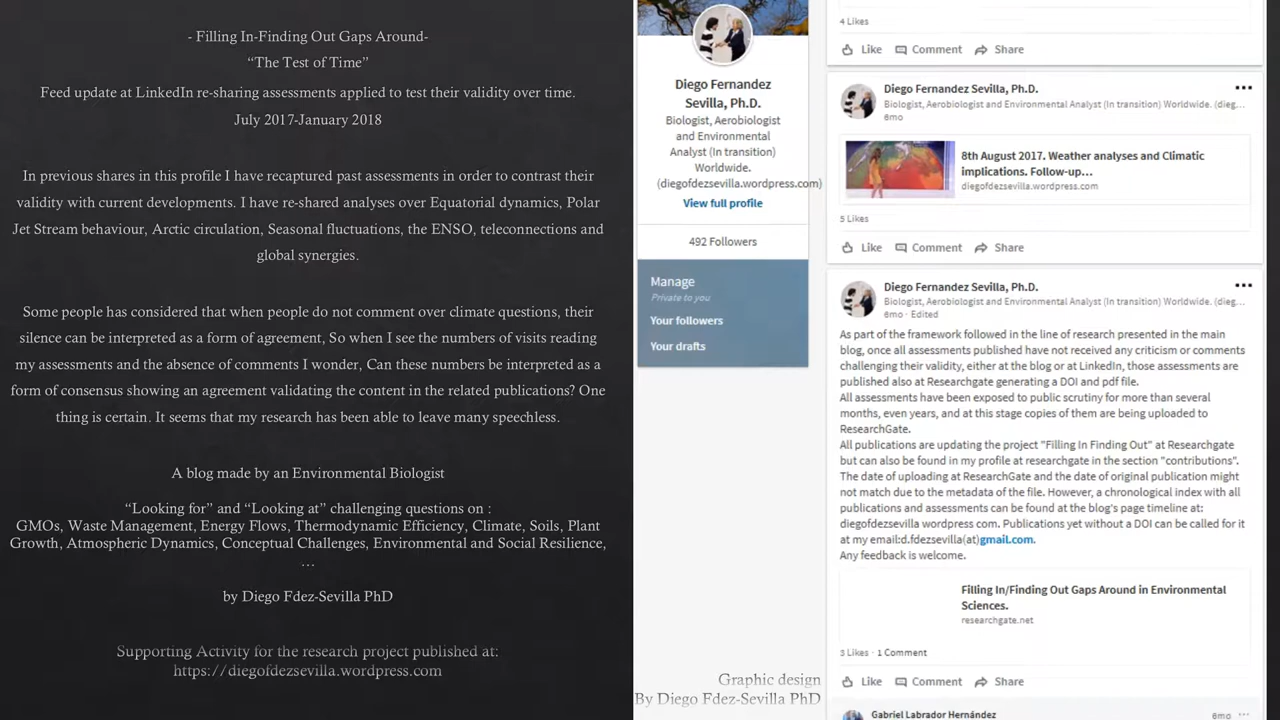 - Filling In-Finding Out Gaps Around-
“The Test of Time”
Feed update at LinkedIn re-sharing assessments applied to test their validity over time.
July 2017-January 2018
In previous shares in this profile I have recaptured past assessments in order to contrast their
validity with current developments. I have re-shared analyses over Equatorial dynamics, Polar
Jet Stream behaviour, Arctic circulation, Seasonal fluctuations, the ENSO, teleconnections and
global synergies.
Some people has considered that when people do not comment over climate questions, their
silence can be interpreted as a form of agreement, So when I see the numbers of visits reading
my assessments and the absence of comments I wonder, Can these numbers be interpreted as a
form of consensus showing an agreement validating the content in the related publications? One
thing is certain. It seems that my research has been able to leave many speechless.
A blog made by an Environmental Biologist
“Looking for” and “Looking at” challenging questions on :
GMOs, Waste Management, Energy Flows, Thermodynamic Efficiency, Climate, Soils, Plant
Growth, Atmospheric Dynamics, Conceptual Challenges, Environmental and Social Resilience,
…
by Diego Fdez-Sevilla PhD
Supporting Activity for the research project published at:
https://diegofdezsevilla.wordpress.com
Diego Fernandez
Sevilla, Ph.D.
Biologist, Aerobiologist
and Environmental
Analyst (In transition)
Worldwide.
(diegofdezsevilla.wordpress.com)
View full profile
492 Followers
Manage
Private to you
Your followers
Your drafts
Graphic design
By Diego Fdez-Sevilla PhD
4 Likes
Like Comment Share
Diego Fernandez Sevilla, Ph.D.
Biologist, Aerobiologist and Environmental Analyst (In transition) Worldwide. (dieg...
6mo
8th August 2017. Weather analyses and Climatic
implications. Follow-up...
diegofdezsevilla.wordpress.com
5 Likes
Like Comment Share
Diego Fernandez Sevilla, Ph.D.
Biologist, Aerobiologist and Environmental Analyst (In transition) Worldwide. (dieg...
6mo · Edited
As part of the framework followed in the line of research presented in the main
blog, once all assessments published have not received any criticism or comments
challenging their validity, either at the blog or at LinkedIn, those assessments are
published also at Researchgate generating a DOI and pdf file.
All assessments have been exposed to public scrutiny for more than several
months, even years, and at this stage copies of them are being uploaded to
ResearchGate.
All publications are updating the project "Filling In Finding Out" at Researchgate
but can also be found in my profile at researchgate in the section "contributions".
The date of uploading at ResearchGate and the date of original publication might
not match due to the metadata of the file. However, a chronological index with all
publications and assessments can be found at the blog's page timeline at:
diegofdezsevilla wordpress com. Publications yet without a DOI can be called for it
at my email:d.fdezsevilla(at)gmail.com.
Any feedback is welcome.
Filling In/Finding Out Gaps Around in Environmental
Sciences.
researchgate.net
3 Likes · 1 Comment
Like Comment Share
Gabriel Labrador Hernández
6mo